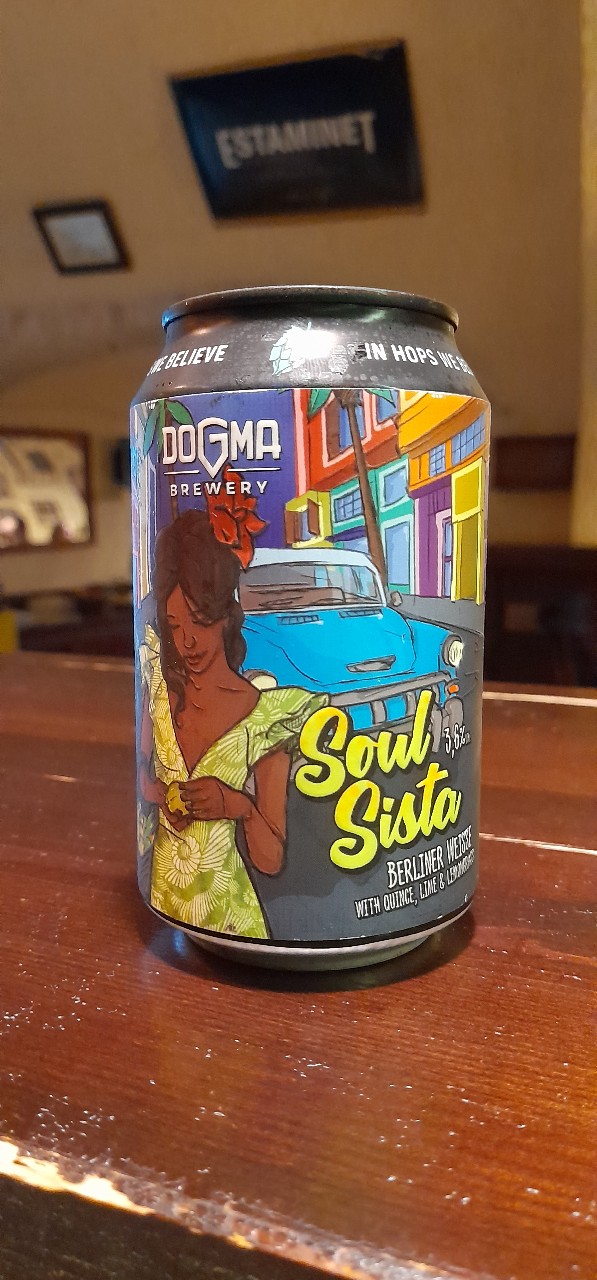 ESTAMINET
WE BELIEVE
IN HOPS WE
DOGMA
BREWERY
Soul
3,6%
Sista
BERLINER WEISSE
WITH QUINCE, LIME & LEMONGRASS